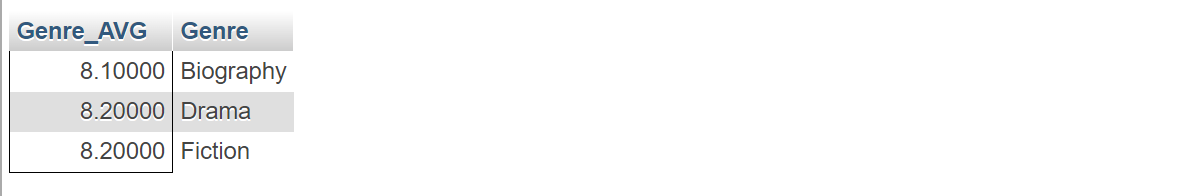 Genre_AVG Genre
8.10000 Biography
8.20000 Drama
8.20000 Fiction